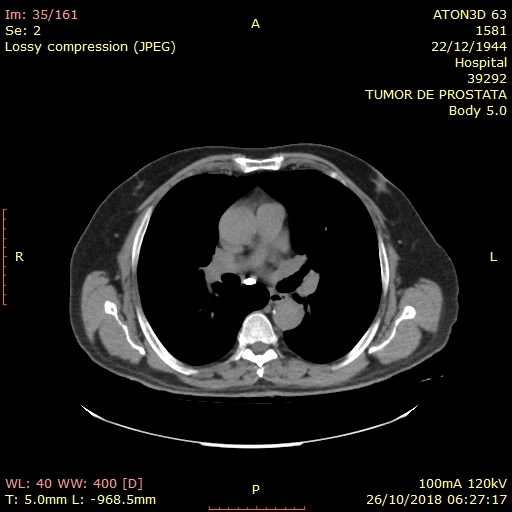 Im: 35/161
Se: 2
Lossy compression (JPEG)
A
ATON3D 63
1581
22/12/1944
Hospital
39292
TUMOR DE PROSTATA
Body 5.0
R
L
WL: 40 WW: 400 [D]
T: 5.0mm L: -968.5mm
P
100mA 120kV
26/10/2018 06:27:17